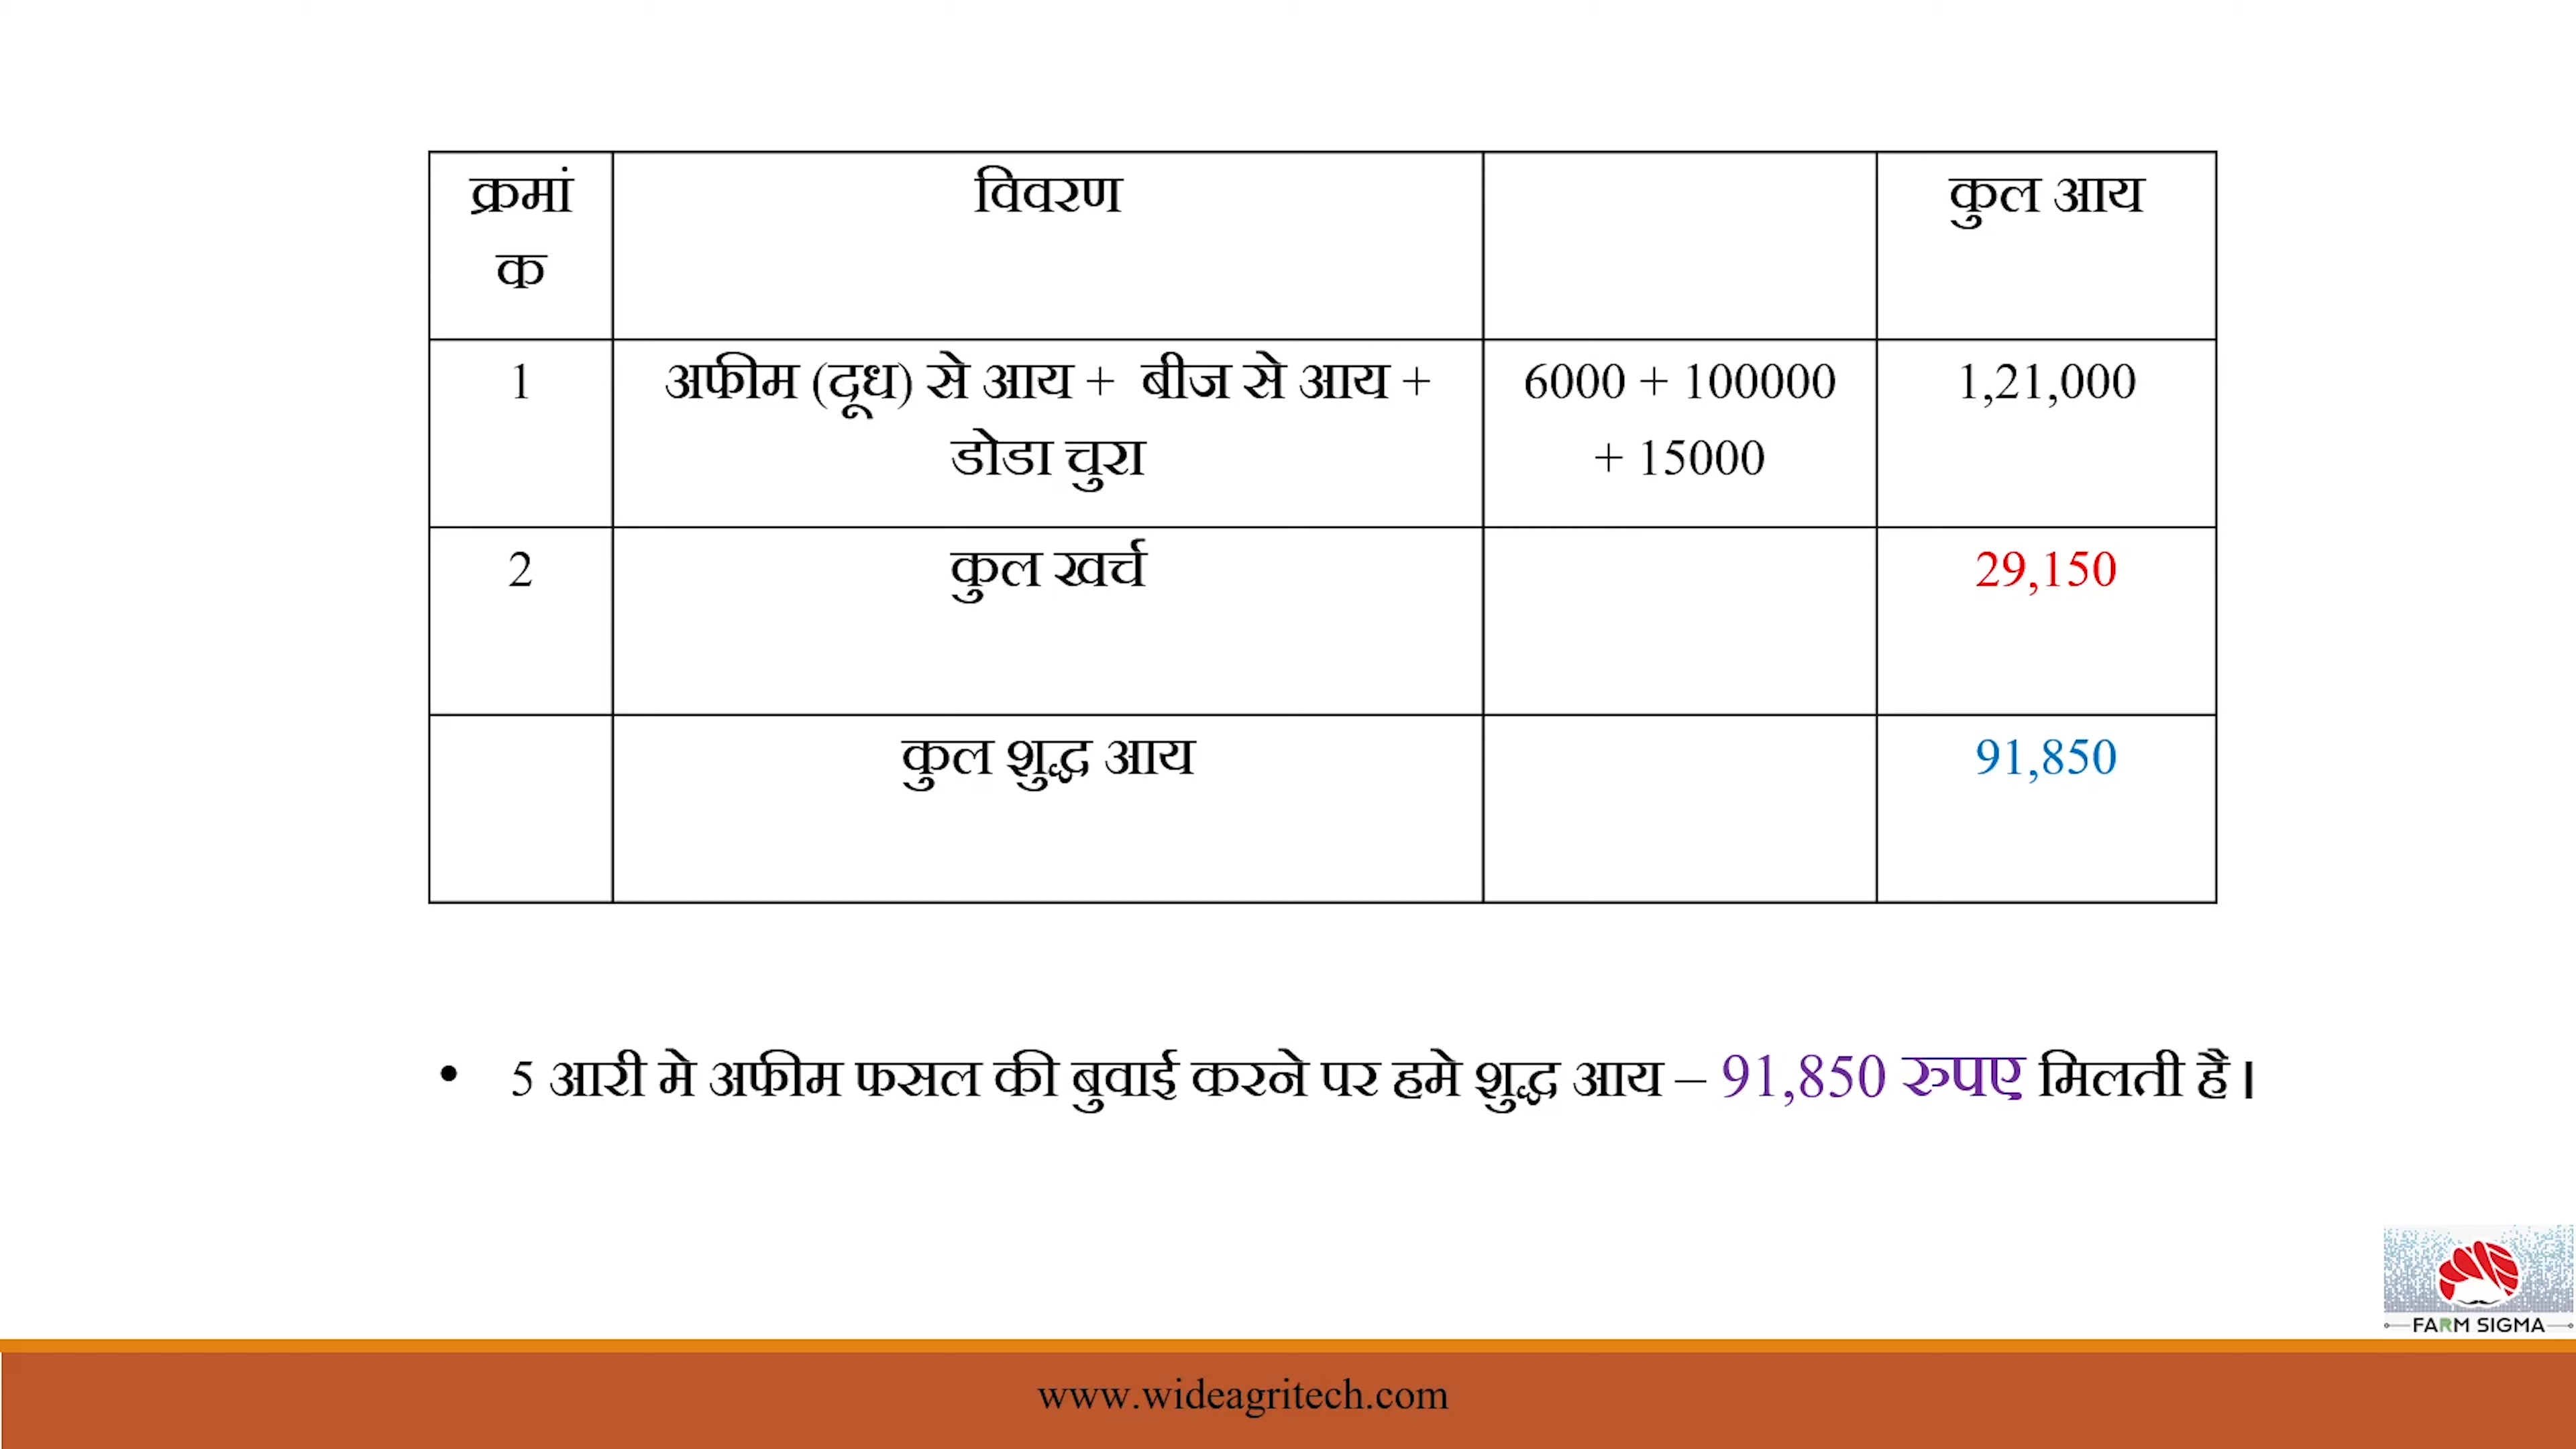 क्रमां
क
विवरण
कुल आय
1
अफीम (दूध) से आय + बीज से आय +
डोडा चुरा
6000 + 100000
+ 15000
1,21,000
2
कुल खर्च
29,150
कुल शुद्ध आय
91,850
• 5 आरी मे अफीम फसल की बुवाई करने पर हमे शुद्ध आय – 91,850 रुपए मिलती है।
FARM SIGMA
www.wideagritech.com